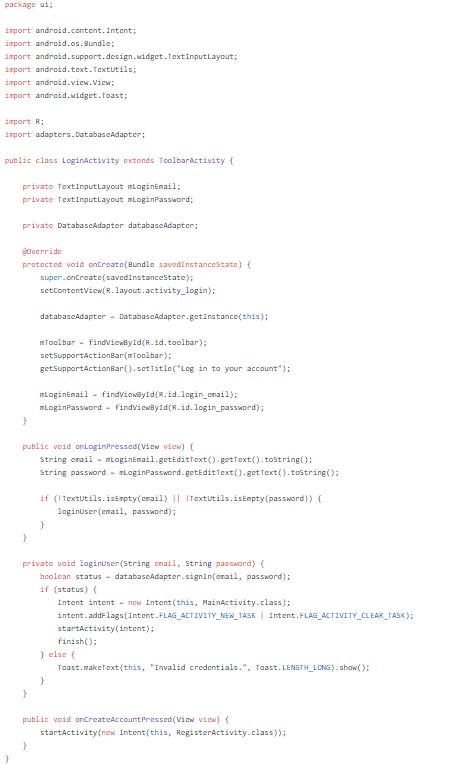 package ui;

import android.content.Intent;
import android.os.Bundle;
import android.support.design.widget.TextInputLayout;
import android.text.TextUtils;
import android.view.View;
import android.widget.Toast;

import R;
import adapters.DatabaseAdapter;

public class LoginActivity extends ToolbarActivity {

    private TextInputLayout mLoginEmail;
    private TextInputLayout mLoginPassword;

    private DatabaseAdapter databaseAdapter;

    @Override
    protected void onCreate(Bundle savedInstanceState) {
        super.onCreate(savedInstanceState);
        setContentView(R.layout.activity_login);

        databaseAdapter = DatabaseAdapter.getInstance(this);

        mToolbar = findViewById(R.id.toolbar);
        setSupportActionBar(mToolbar);
        getSupportActionBar().setTitle("Log in to your account");

        mLoginEmail = findViewById(R.id.login_email);
        mLoginPassword = findViewById(R.id.login_password);
    }

    public void onLoginPressed(View view) {
        String email = mLoginEmail.getEditText().getText().toString();
        String password = mLoginPassword.getEditText().getText().toString();

        if (!TextUtils.isEmpty(email) || !TextUtils.isEmpty(password)) {
            loginUser(email, password);
        }
    }

    private void loginUser(String email, String password) {
        boolean status = databaseAdapter.signIn(email, password);
        if (status) {
            Intent intent = new Intent(this, MainActivity.class);
            intent.addFlags(Intent.FLAG_ACTIVITY_NEW_TASK | Intent.FLAG_ACTIVITY_CLEAR_TASK);
            startActivity(intent);
            finish();
        } else {
            Toast.makeText(this, "Invalid credentials.", Toast.LENGTH_LONG).show();
        }
    }

    public void onCreateAccountPressed(View view) {
        startActivity(new Intent(this, RegisterActivity.class));
    }
}